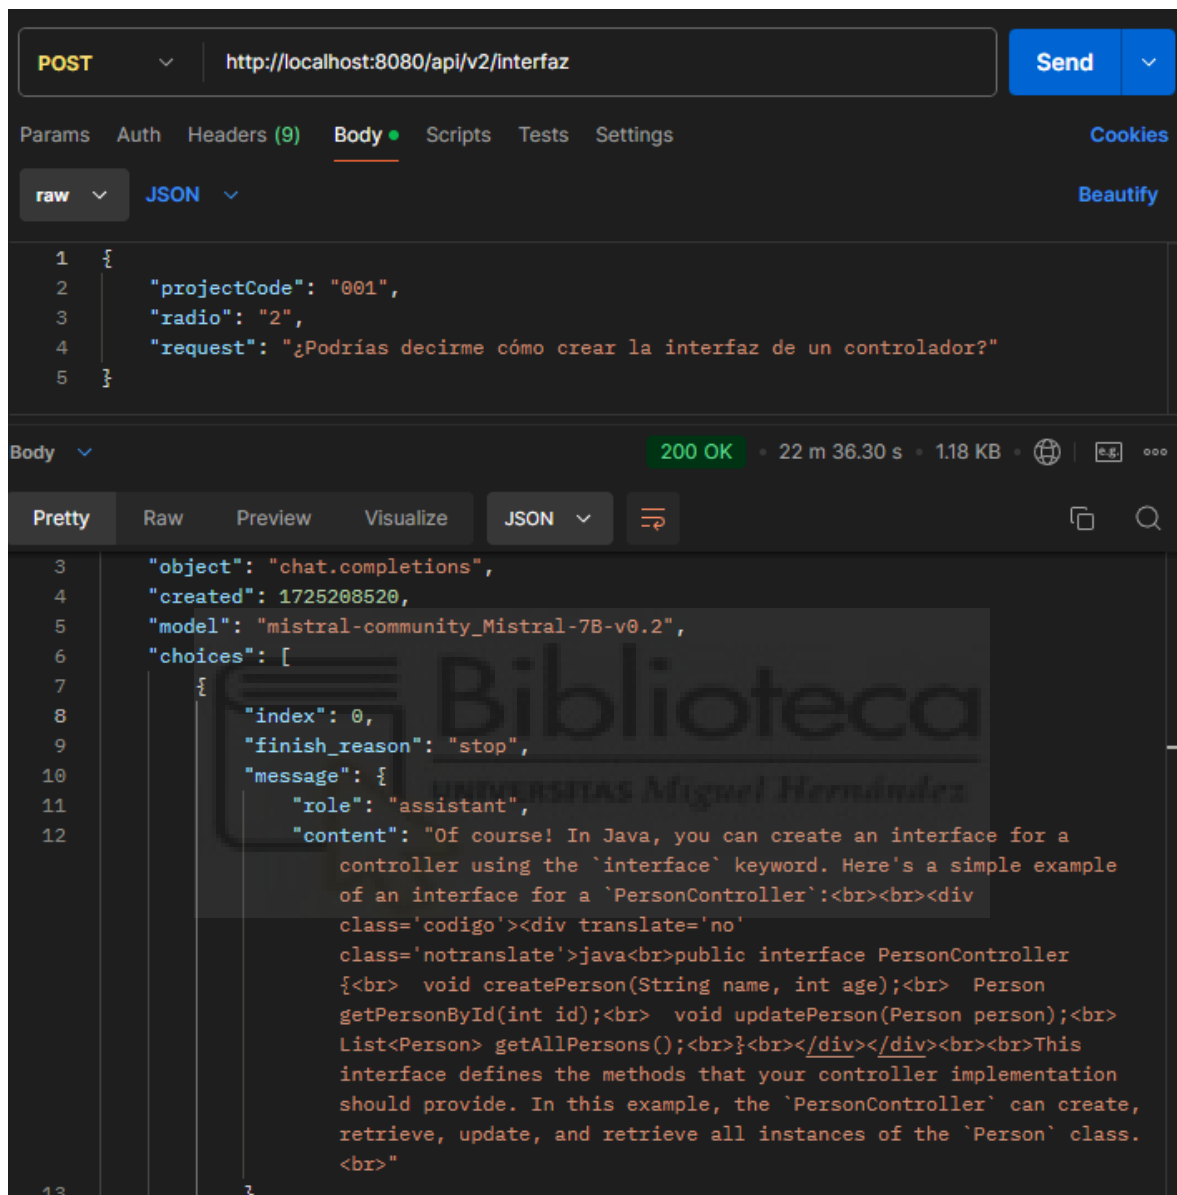 POST http://localhost:8080/api/v2/interfaz Send
Params Auth Headers (9) Body Scripts Tests Settings Cookies
raw JSON Beautify
1 {
2 "projectCode": "001",
3 "radio": "2",
4 "request": "¿Podrías decirme cómo crear la interfaz de un controlador?"
5 }
Body 200 OK • 22 m 36.30 s • 1.18 KB • e.g. ooo
Pretty Raw Preview Visualize JSON
3 "object": "chat.completions",
4 "created": 1725208520,
5 "model": "mistral-community_Mistral-7B-v0.2",
6 "choices": [
7 {
8 "index": 0,
9 "finish_reason": "stop",
10 "message": {
11 "role": "assistant",
12 "content": "Of course! In Java, you can create an interface for a
controller using the `interface` keyword. Here's a simple example
of an interface for a `PersonController`:<br><br><div
class='codigo'><div translate='no'
class='notranslate'>java<br>public interface PersonController
{<br>  void createPerson(String name, int age);<br>  Person
getPersonById(int id);<br>  void updatePerson(Person person);<br>
List<Person> getAllPersons();<br>}<br></div></div><br><br>This
interface defines the methods that your controller implementation
should provide. In this example, the `PersonController` can create,
retrieve, update, and retrieve all instances of the `Person` class.
<br>"
13 }
Biblioteca
UNIVERSITAS Miguel Hernández